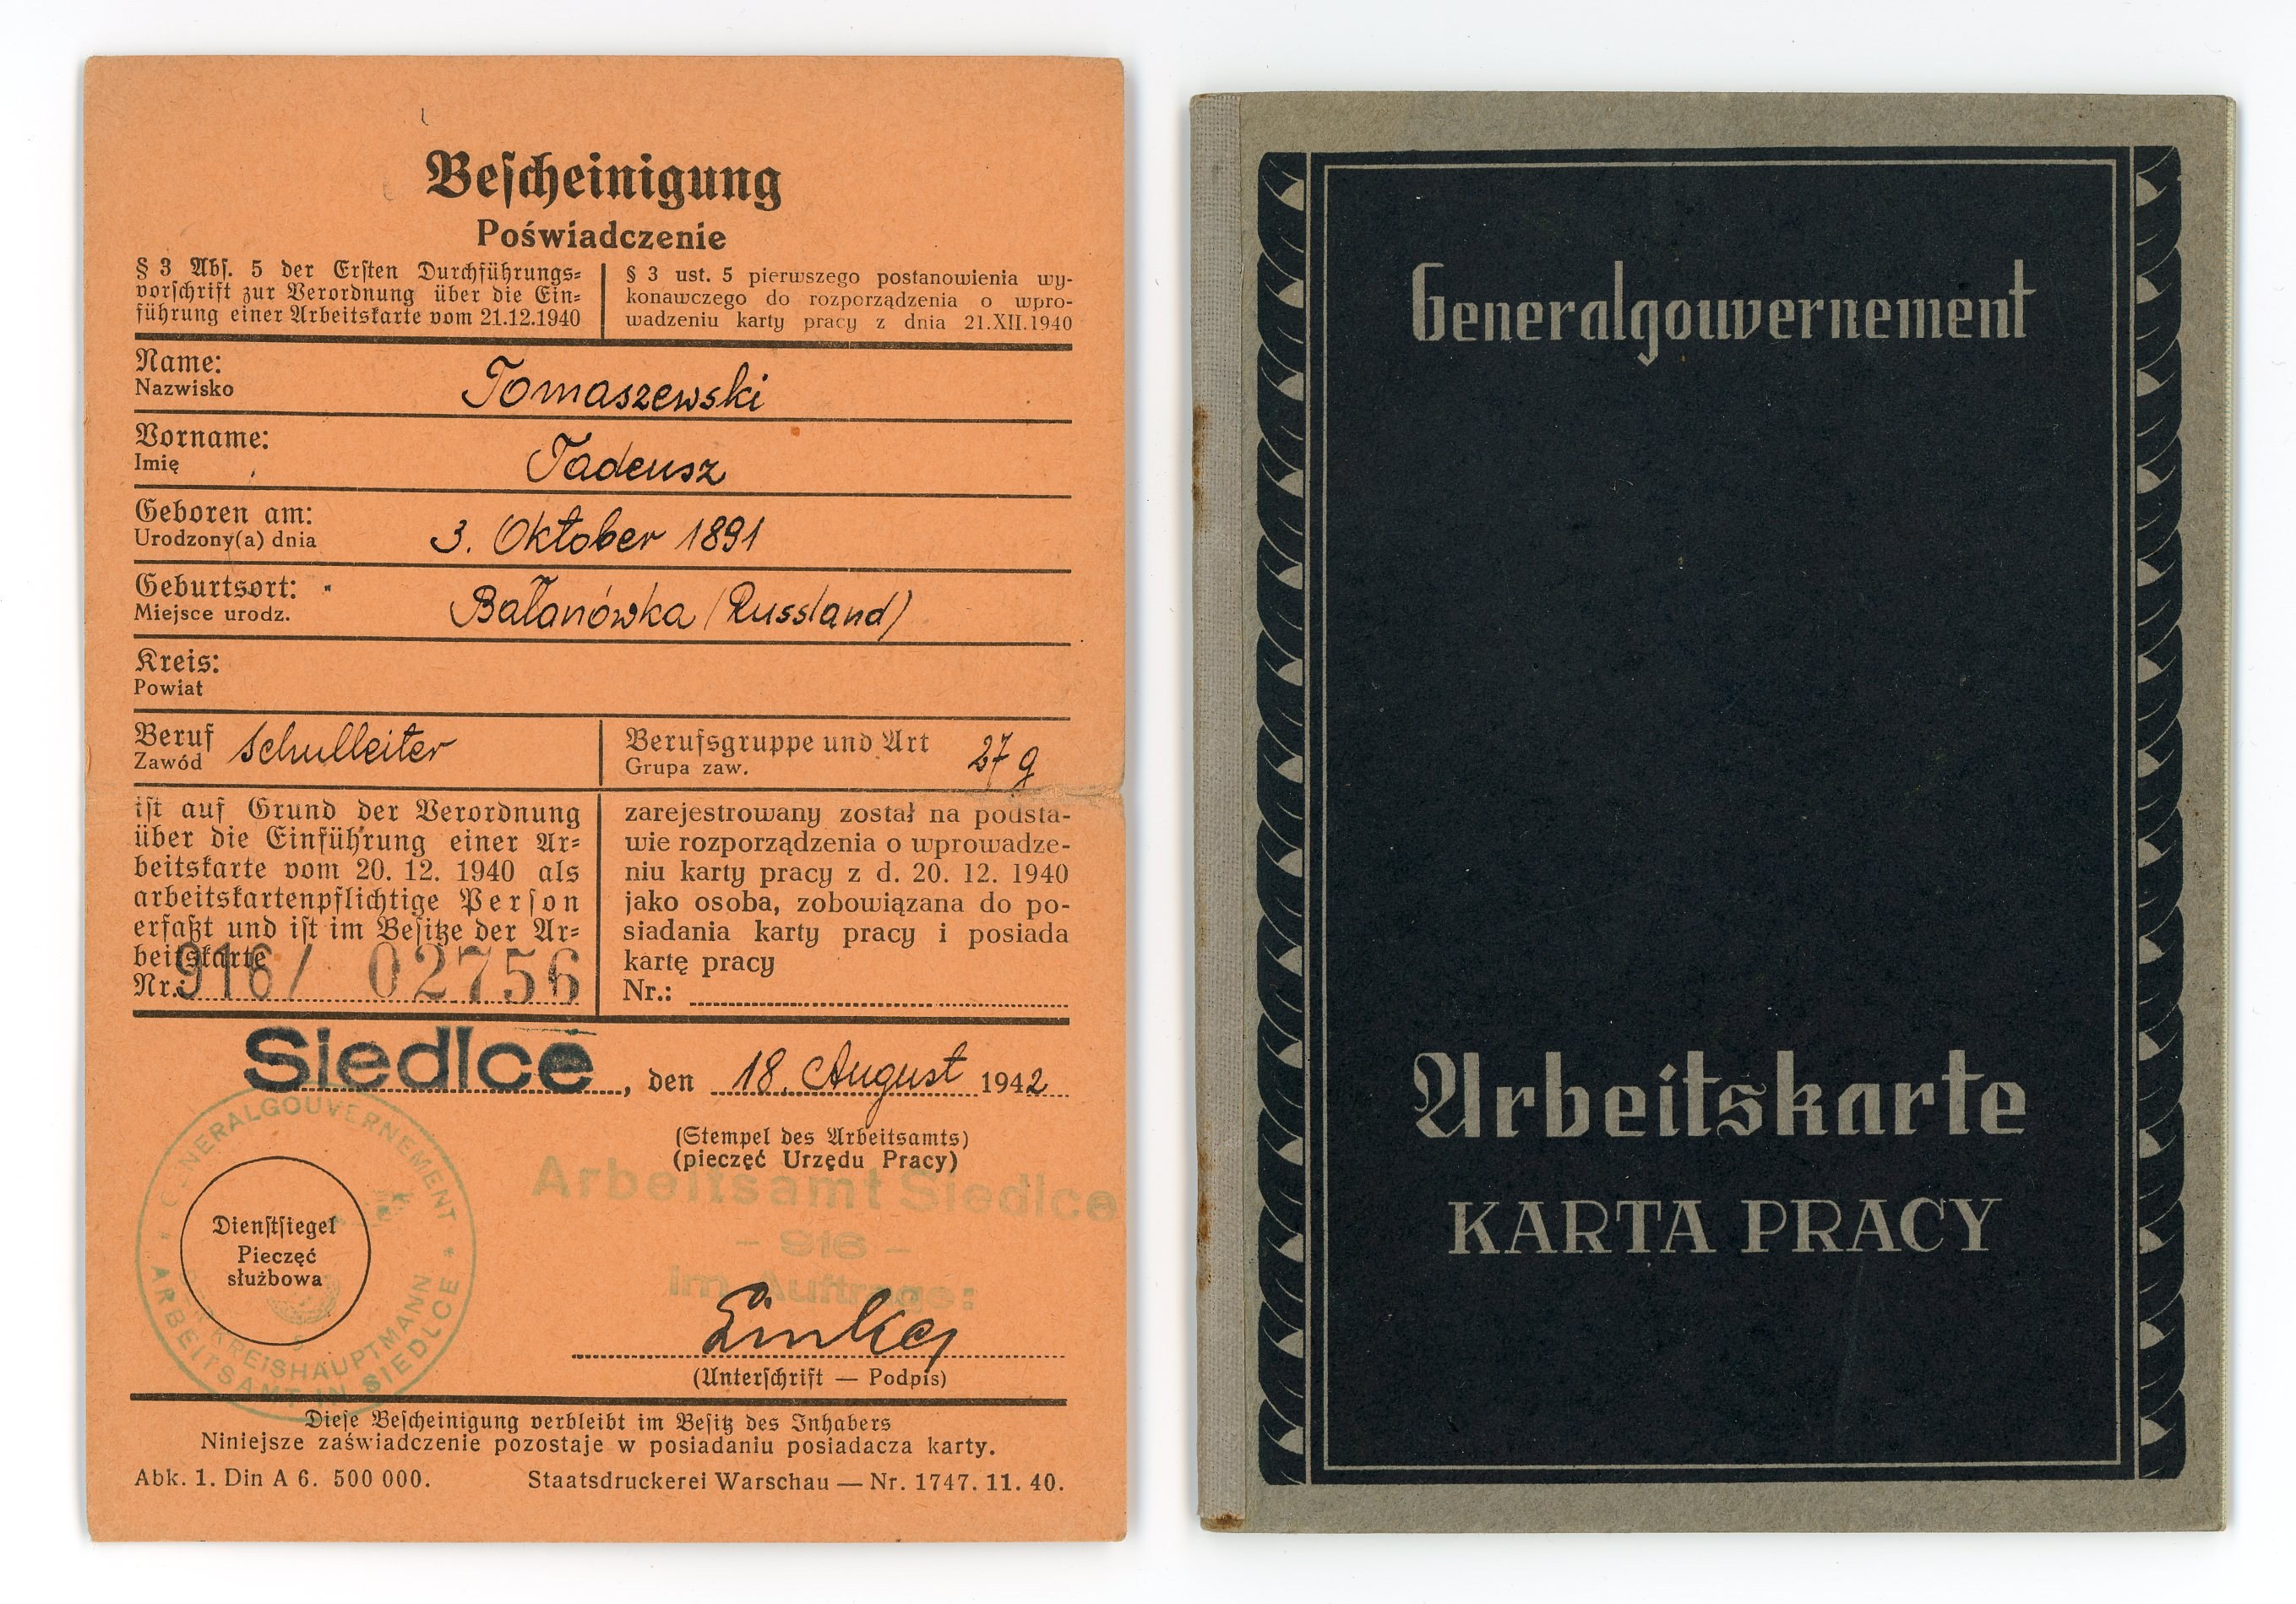 Bescheinigung
Poświadczenie
§ 3 Abs. 5 der Ersten Durchführungs=
vorschrift zur Verordnung über die Ein=
führung einer Arbeitskarte vom 21.12.1940
§ 3 ust. 5 pierwszego postanowienia wy-
konawczego do rozporządzenia o wpro-
wadzeniu karty pracy z dnia 21.XII.1940
Name: Tomaszewski
Nazwisko
Vorname: Tadeusz
Imię
Geboren am: 3. Oktober 1891
Urodzony(a) dnia
Geburtsort: Bałanówka (Russland)
Miejsce urodz.
Kreis:
Powiat
Beruf Schulleiter
Zawód
Berufsgruppe und Art 27 g
Grupa zaw.
ist auf Grund der Verordnung
über die Einführung einer Ar=
beitskarte vom 20. 12. 1940 als
arbeitskartenpflichtige Person
erfaßt und ist im Besitze der Ar=
beitskarte
Nr.: 916/ 02756
zarejestrowany został na podsta-
wie rozporządzenia o wprowadze-
niu karty pracy z d. 20. 12. 1940
jako osoba, zobowiązana do po-
siadania karty pracy i posiada
kartę pracy
Nr.:
Siedlce, den 18. August 1942
(Stempel des Arbeitsamts)
(pieczęć Urzędu Pracy)
Arbeitsamt Siedlce
- 916 -
Im Auftrage:
GENERALGOUVERNEMENT
DER KREISHAUPTMANN
ARBEITSAMT IN SIEDLCE
Dienstsiegel
Pieczęć
służbowa
(Unterschrift — Podpis)
Diese Bescheinigung verbleibt im Besitz des Inhabers
Niniejsze zaświadczenie pozostaje w posiadaniu posiadacza karty.
Abk. 1. Din A 6. 500 000. Staatsdruckerei Warschau — Nr. 1747. 11. 40.
Generalgouvernement
Arbeitskarte
KARTA PRACY